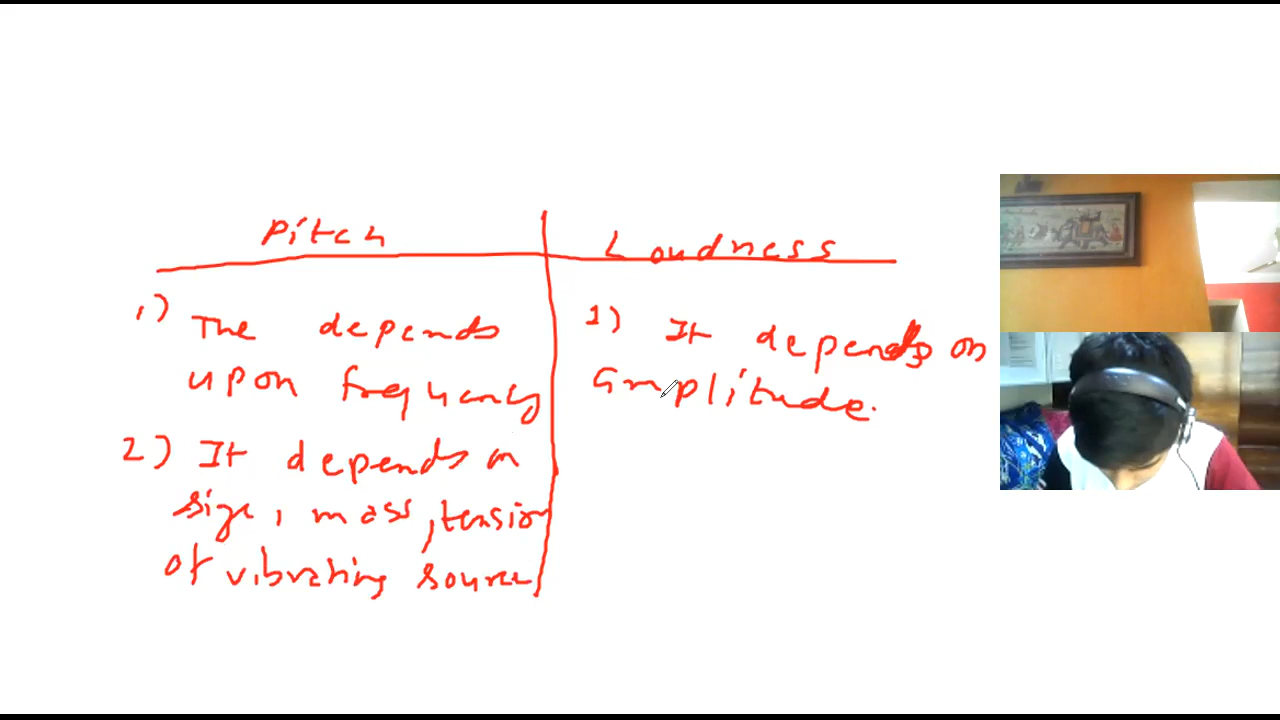 Pitch
Loudness
1) The depends
upon frequency
2) It depends on
size, mass, tension
of vibrating source
1) It depends on
amplitude.